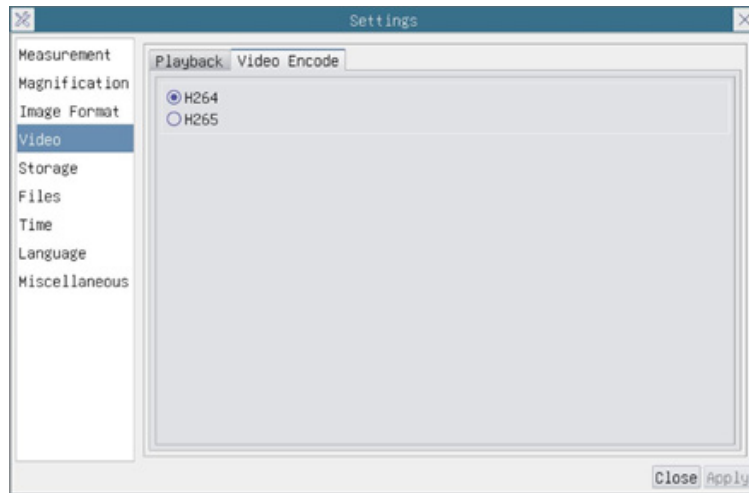 Settings
Measurement
Magnification
Image Format
Video
Storage
Files
Time
Language
Miscellaneous
Playback Video Encode
H264
H265
Close Apply